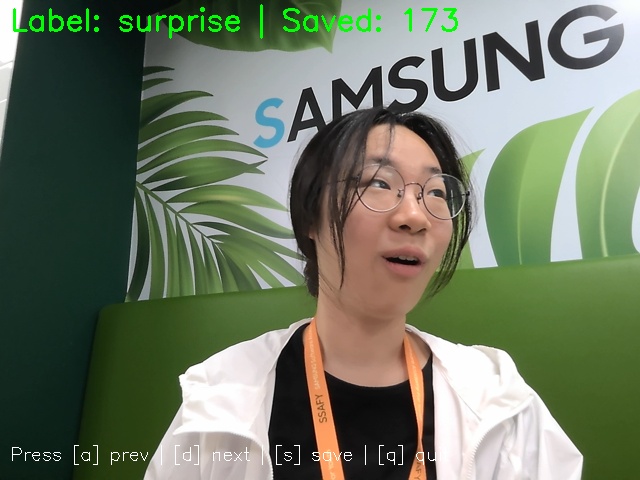 Label: surprise | Saved: 173
SAMSUNG
SSAFY
Press [a] prev | [d] next | [s] save | [q]